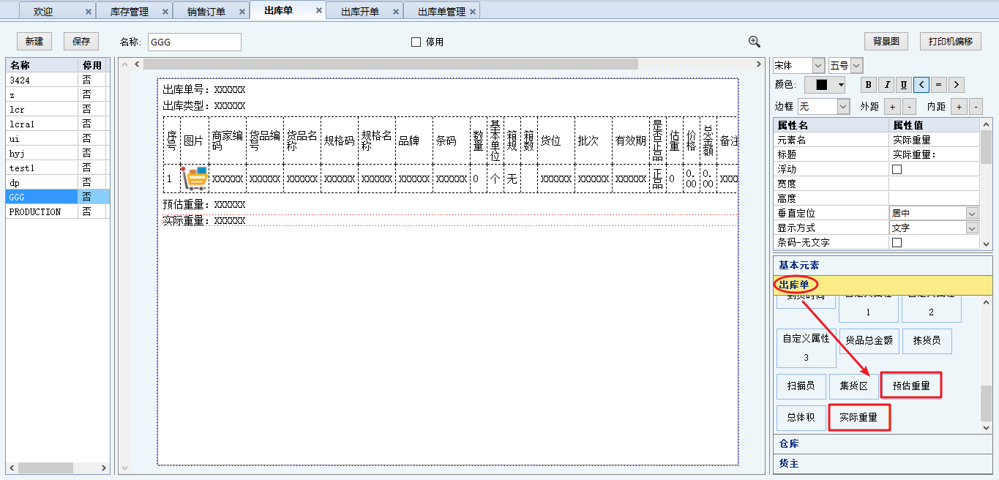 欢迎 库存管理 销售订单 出库单 出库开单 出库单管理
新建 保存 名称: GGG 停用 背景图 打印机偏移
名称 停用
3424 否
z 否
lcr 否
lcra1 否
ui 否
hyj 否
test1 否
dp 否
GGG 否
PRODUCTION 否
出库单号：XXXXXX
出库类型：XXXXXX
序号 图片 商家编码 货品编号 货品名称 规格码 规格名称 品牌 条码 数量 基本单位 箱规 箱数 货位 批次 有效期 是否正品 估重 价格 总金额 备注
1 XXXXXX XXXXXX XXXXXX XXXXXX XXXXXX XXXXXX XXXXXX 0 个 无 XXXXXX XXXXXX XXXXXX 正品 0 0.00 0.00 XXX
预估重量：XXXXXX
实际重量：XXXXXX
宋体 五号
颜色: B I U < = >
边框 无 外距 + - 内距 + -
属性名 属性值
元素名 实际重量
标题 实际重量：
浮动
宽度
高度
垂直定位 居中
显示方式 文字
条码-无文字
基本元素
出库单
1 2
自定义属性3 货品总金额 拣货员
扫描员 集货区 预估重量
总体积 实际重量
仓库
货主